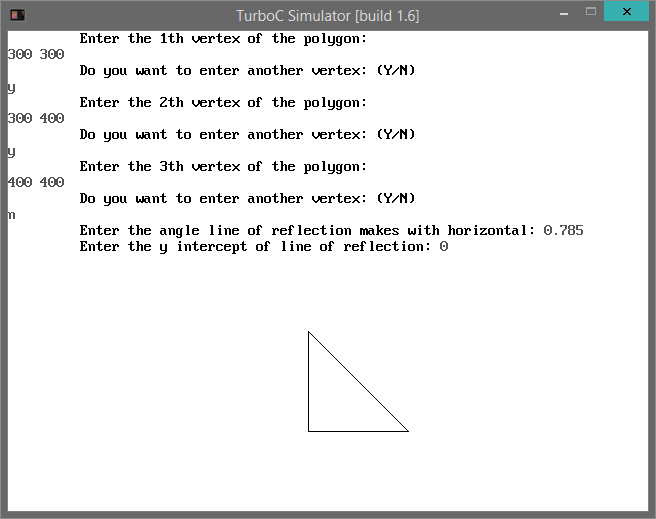 TurboC Simulator [build 1.6]
Enter the 1th vertex of the polygon:
300 300
Do you want to enter another vertex: (Y/N)
y
Enter the 2th vertex of the polygon:
300 400
Do you want to enter another vertex: (Y/N)
y
Enter the 3th vertex of the polygon:
400 400
Do you want to enter another vertex: (Y/N)
n
Enter the angle line of reflection makes with horizontal: 0.785
Enter the y intercept of line of reflection: 0